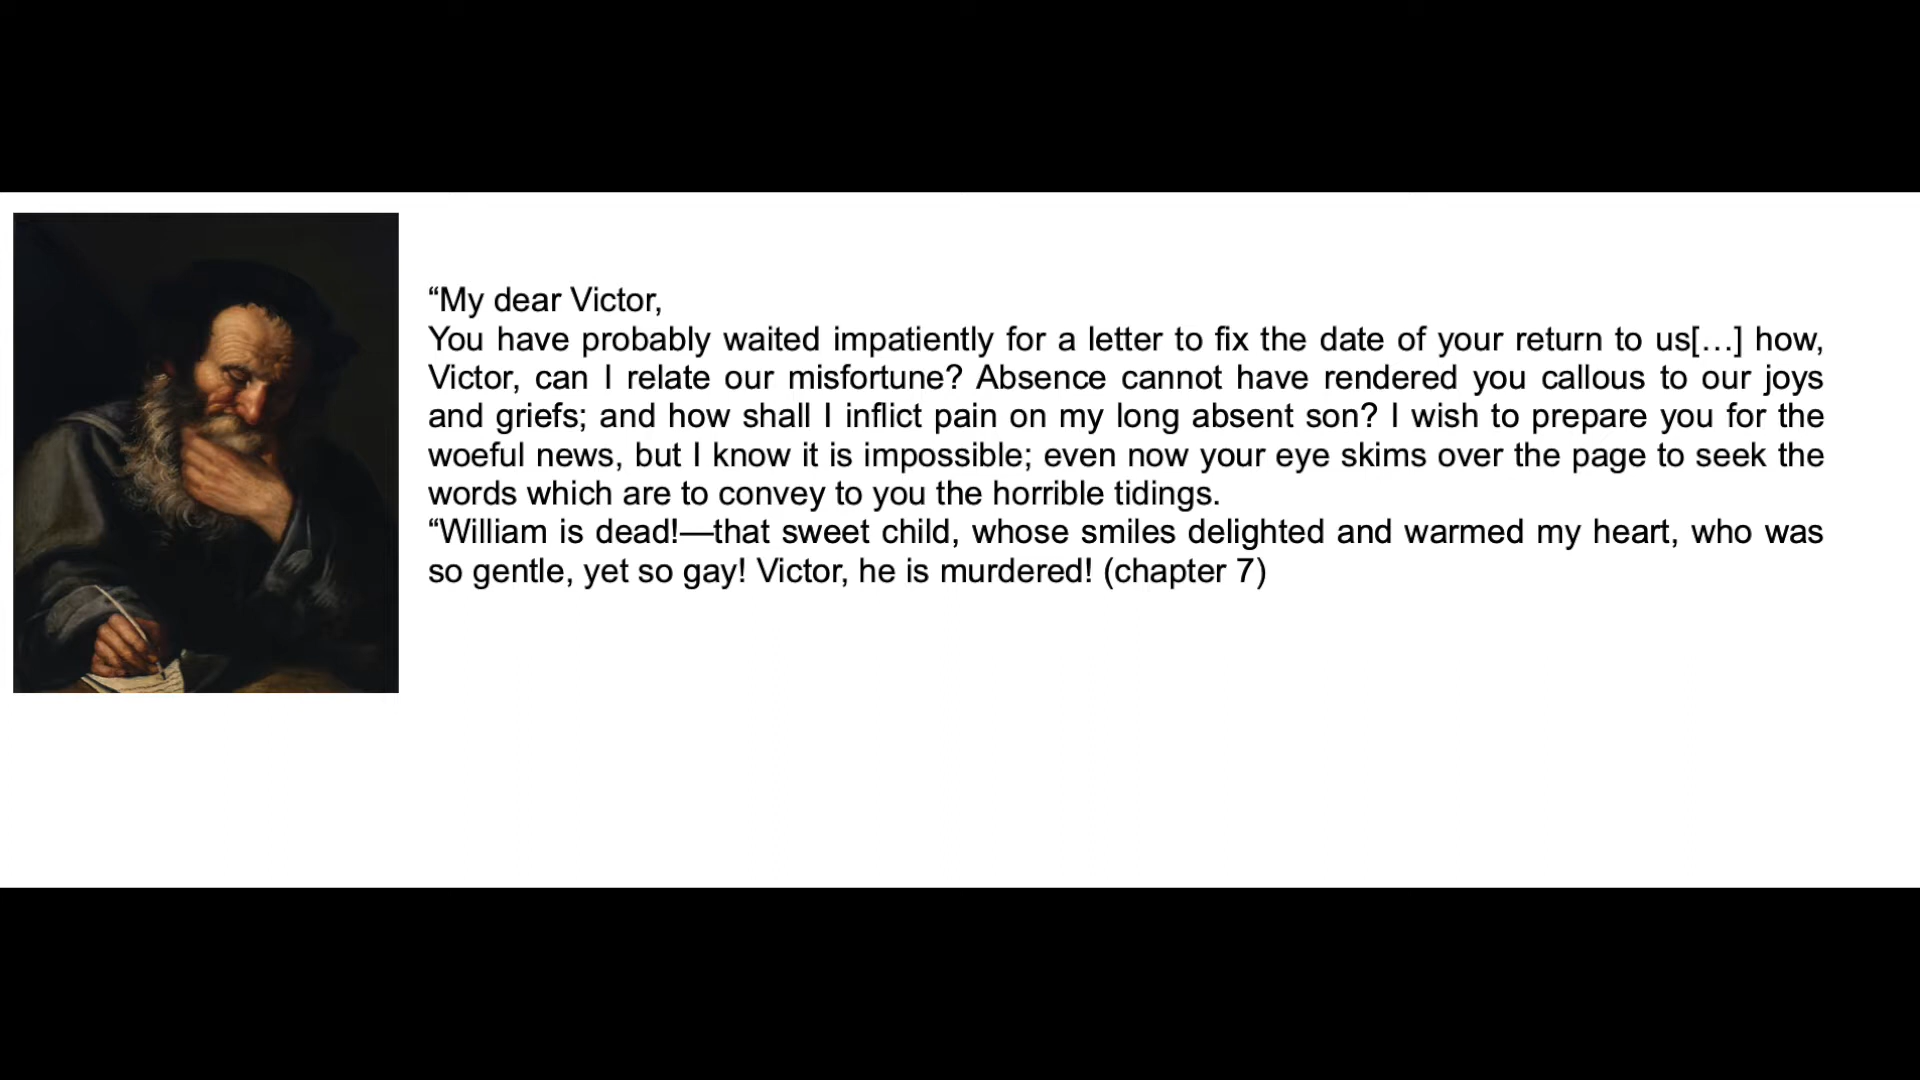 “My dear Victor,
You have probably waited impatiently for a letter to fix the date of your return to us[…] how,
Victor, can I relate our misfortune? Absence cannot have rendered you callous to our joys
and griefs; and how shall I inflict pain on my long absent son? I wish to prepare you for the
woeful news, but I know it is impossible; even now your eye skims over the page to seek the
words which are to convey to you the horrible tidings.
“William is dead!—that sweet child, whose smiles delighted and warmed my heart, who was
so gentle, yet so gay! Victor, he is murdered! (chapter 7)